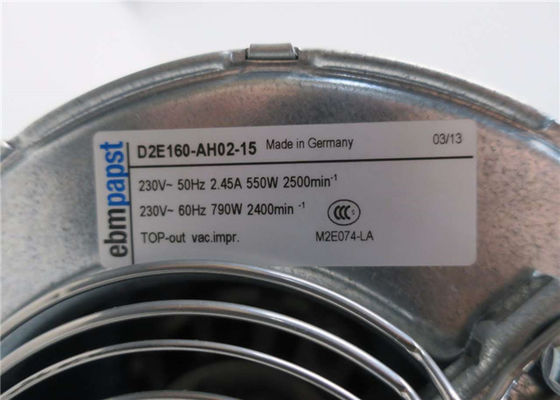 ebmpapst
D2E160-AH02-15 Made in Germany 03/13
230V~ 50Hz 2.45A 550W 2500min-1
230V~ 60Hz 790W 2400min -1
TOP-out vac.impr. M2E074-LA